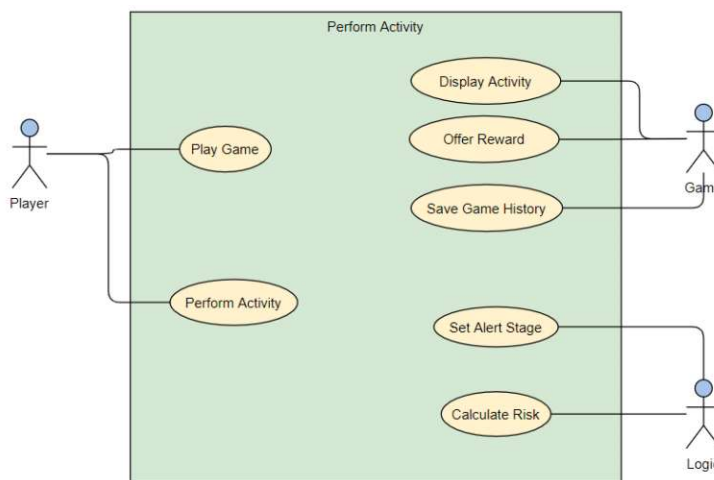 Perform Activity
Display Activity
Play Game
Offer Reward
Player
Gam
Save Game History
Perform Activity
Set Alert Stage
Calculate Risk
Logi